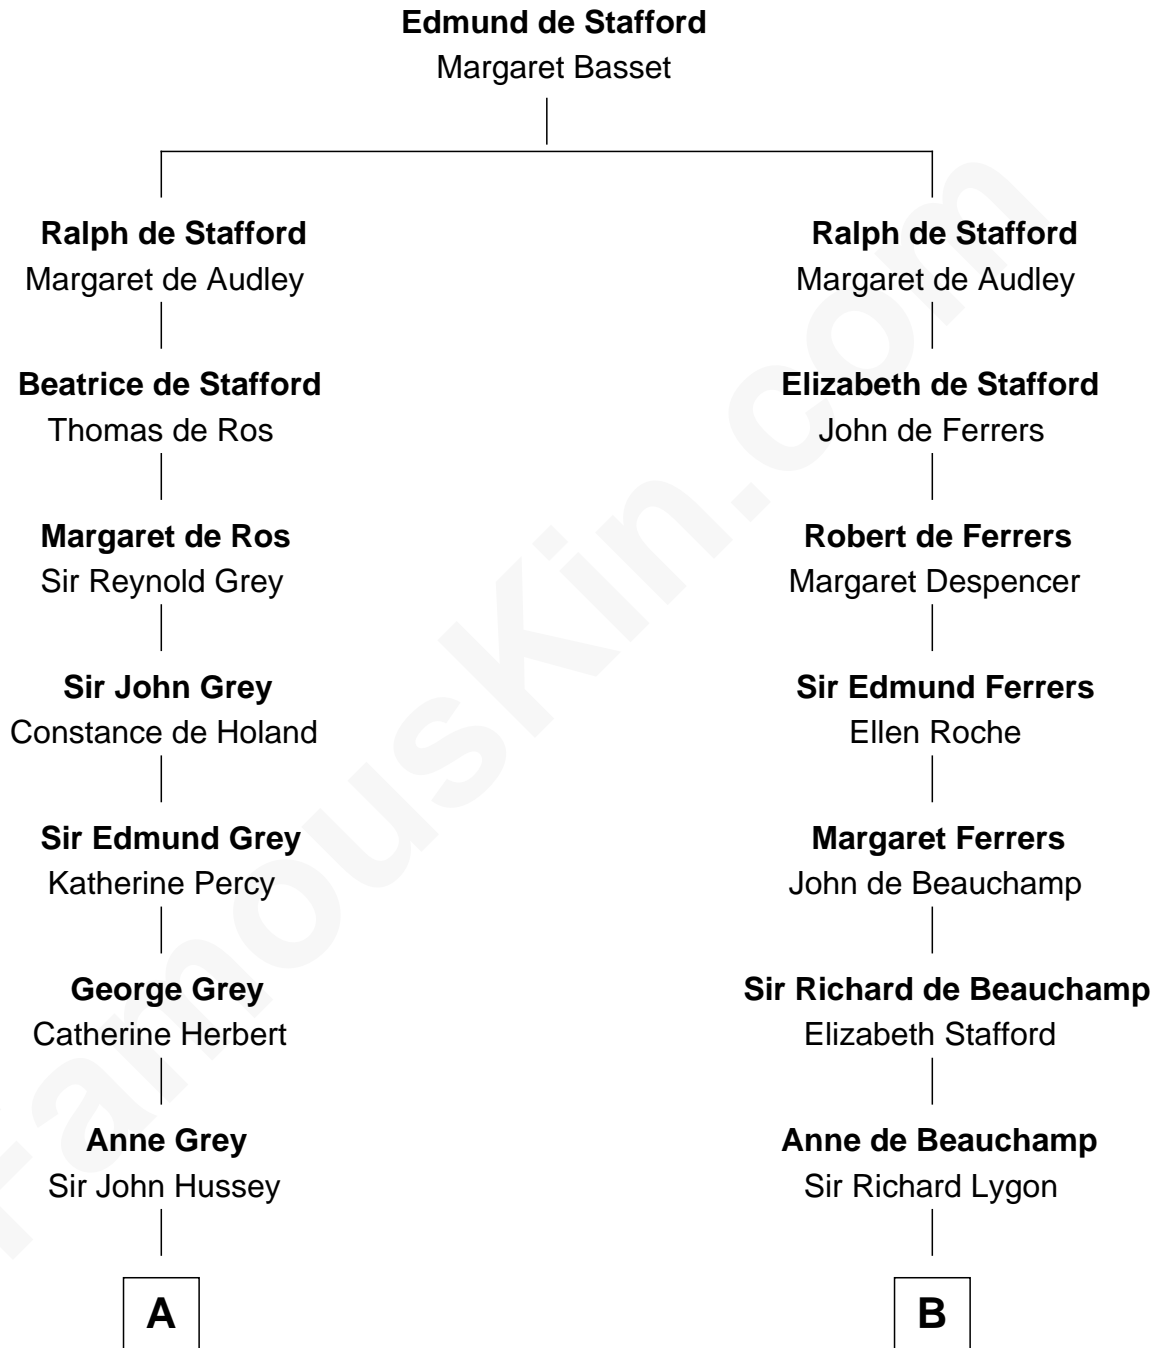 Edmund de Stafford
Margaret Basset
Ralph de Stafford
Margaret de Audley
Beatrice de Stafford
Thomas de Ros
Margaret de Ros
Sir Reynold Grey
Sir John Grey
Constance de Holand
Sir Edmund Grey
Katherine Percy
George Grey
Catherine Herbert
Anne Grey
Sir John Hussey
A
Ralph de Stafford
Margaret de Audley
Elizabeth de Stafford
John de Ferrers
Robert de Ferrers
Margaret Despencer
Sir Edmund Ferrers
Ellen Roche
Margaret Ferrers
John de Beauchamp
Sir Richard de Beauchamp
Elizabeth Stafford
Anne de Beauchamp
Sir Richard Lygon
B
FamousKin.com